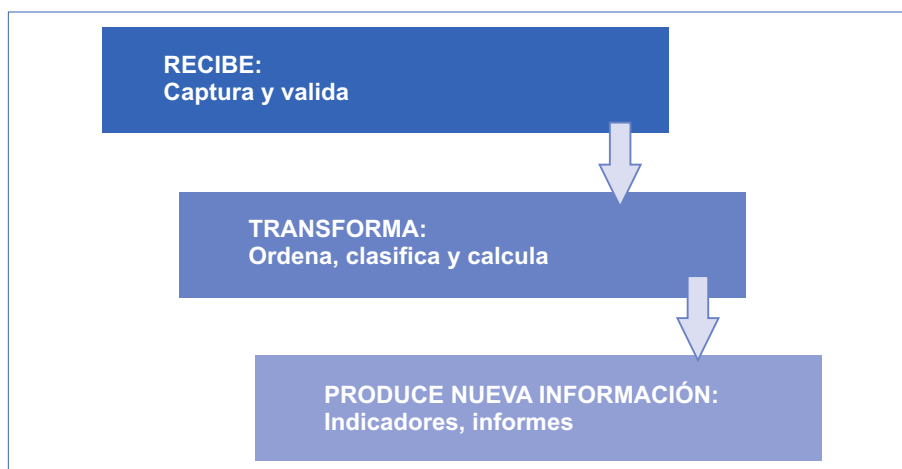 RECIBE:
Captura y valida
TRANSFORMA:
Ordena, clasifica y calcula
PRODUCE NUEVA INFORMACIÓN:
Indicadores, informes